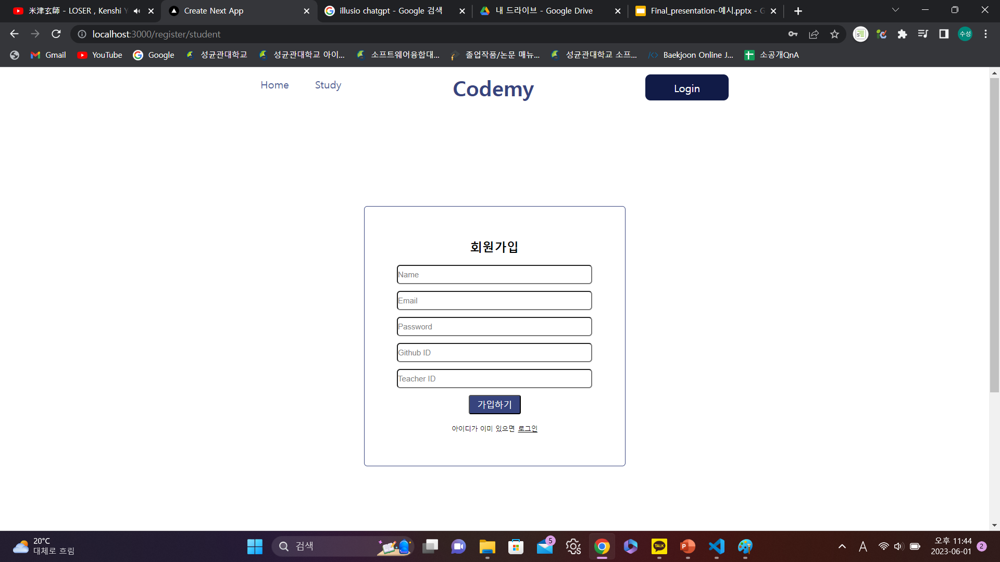 米津玄師 - LOSER , Kenshi Y
Create Next App
illusio chatgpt - Google 검색
내 드라이브 - Google Drive
Final_presentation-예시.pptx - G
localhost:3000/register/student
수성
Gmail
YouTube
Google
성균관대학교
성균관대학교 아이...
소프트웨어융합대...
졸업작품/논문 매뉴...
성균관대학교 소프...
Baekjoon Online J...
소공개QnA
Home
Study
Codemy
Login
회원가입
Name
Email
Password
Github ID
Teacher ID
가입하기
아이디가 이미 있으면 로그인
20°C
대체로 흐림
검색
5
TALK
A
오후 11:44
2023-06-01
2